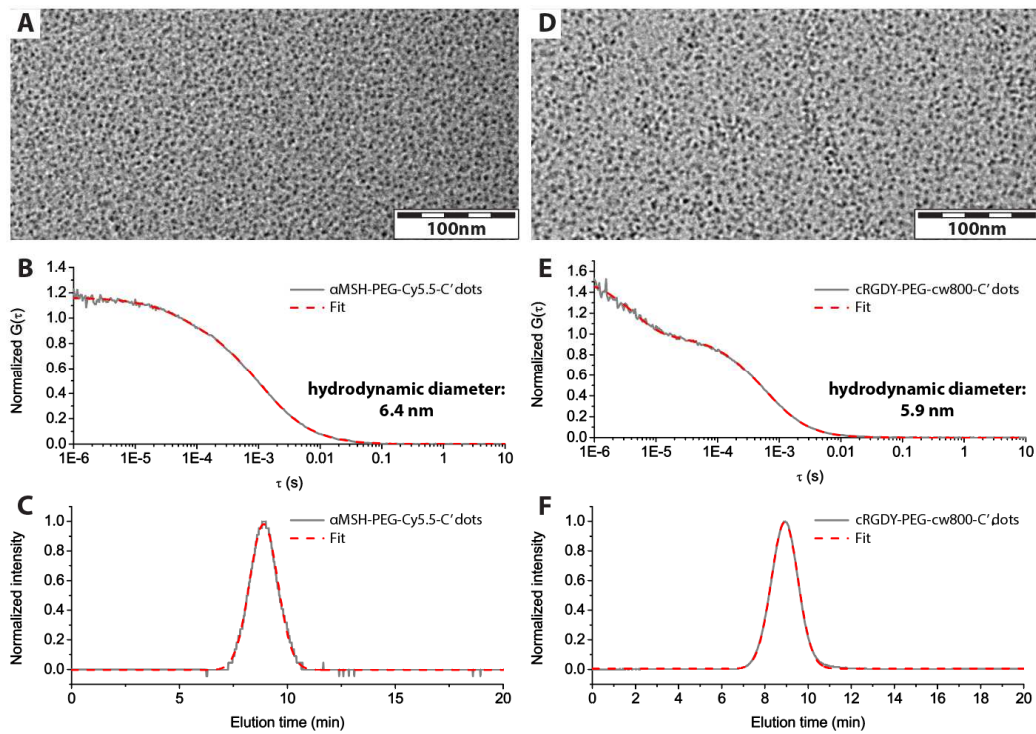 A
100nm
D
100nm
B
Normalized G(τ)
1.4
1.2
1.0
0.8
0.6
0.4
0.2
0.0
αMSH-PEG-Cy5.5-C’ dots
Fit
hydrodynamic diameter:
6.4 nm
1E-6 1E-5 1E-4 1E-3 0.01 0.1 1 10
τ (s)
E
Normalized G(τ)
1.6
1.4
1.2
1.0
0.8
0.6
0.4
0.2
0.0
cRGDY-PEG-cw800-C’ dots
Fit
hydrodynamic diameter:
5.9 nm
1E-6 1E-5 1E-4 1E-3 0.01 0.1 1 10
τ (s)
C
Normalized intensity
1.0
0.8
0.6
0.4
0.2
0.0
αMSH-PEG-Cy5.5-C’ dots
Fit
0 5 10 15 20
Elution time (min)
F
Normalized intensity
1.0
0.8
0.6
0.4
0.2
0.0
cRGDY-PEG-cw800-C’ dots
Fit
0 2 4 6 8 10 12 14 16 18 20
Elution time (min)